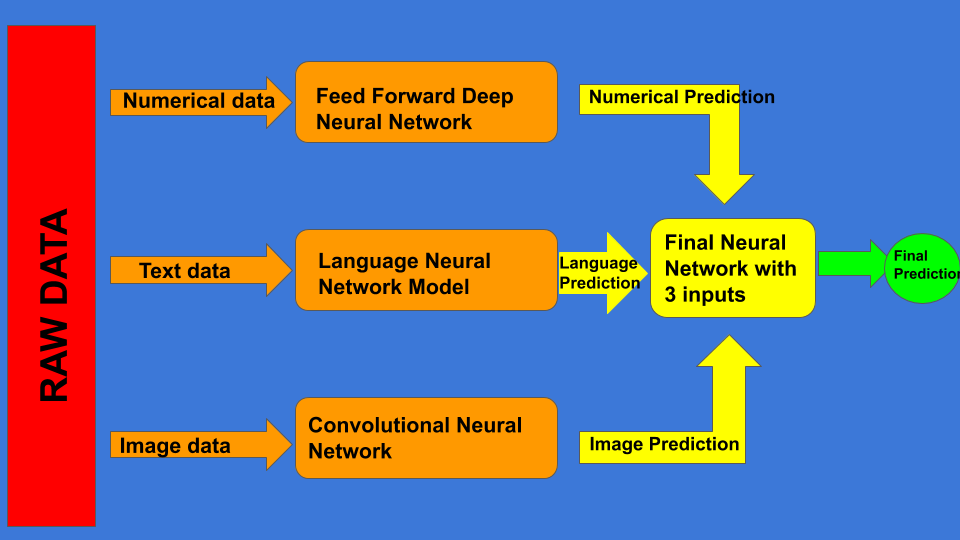 RAW DATA
Numerical data
Feed Forward Deep
Neural Network
Numerical Prediction
Text data
Language Neural
Network Model
Language
Prediction
Final Neural
Network with
3 inputs
Final
Prediction
Image data
Convolutional Neural
Network
Image Prediction